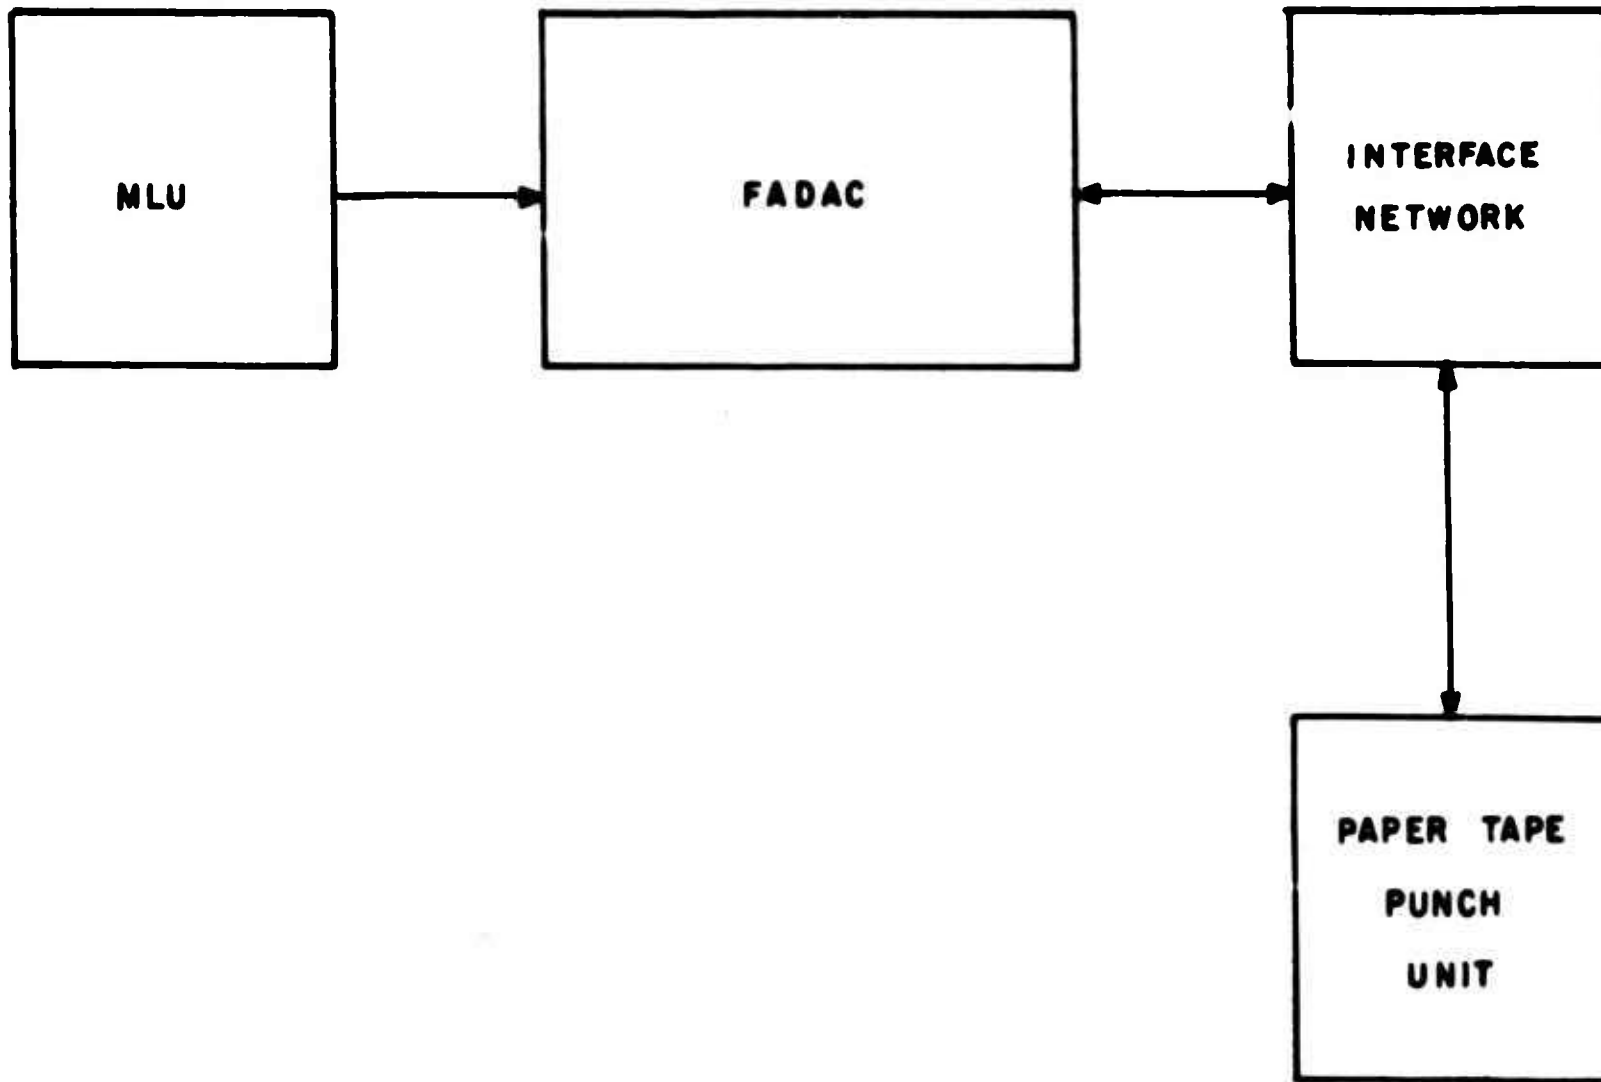 MLU
FADAC
INTERFACE
NETWORK
PAPER TAPE
PUNCH
UNIT